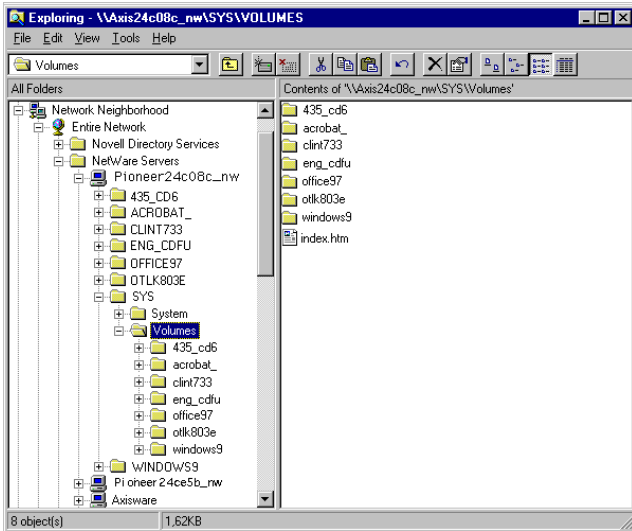 Exploring - \\Axis24c08c_nw\SYS\VOLUMES
File Edit View Tools Help
Volumes
All Folders
Contents of '\\Axis24c08c_nw\SYS\Volumes'
Network Neighborhood
Entire Network
Novell Directory Services
NetWare Servers
Pioneer24c08c_nw
435_CD6
ACROBAT_
CLINT733
ENG_CDFU
OFFICE97
OTLK803E
SYS
System
Volumes
435_cd6
acrobat_
clint733
eng_cdfu
office97
otlk803e
windows9
WINDOWS9
Pioneer24ce5b_nw
Axisware
435_cd6
acrobat_
clint733
eng_cdfu
office97
otlk803e
windows9
index.htm
8 object(s)
1,62KB